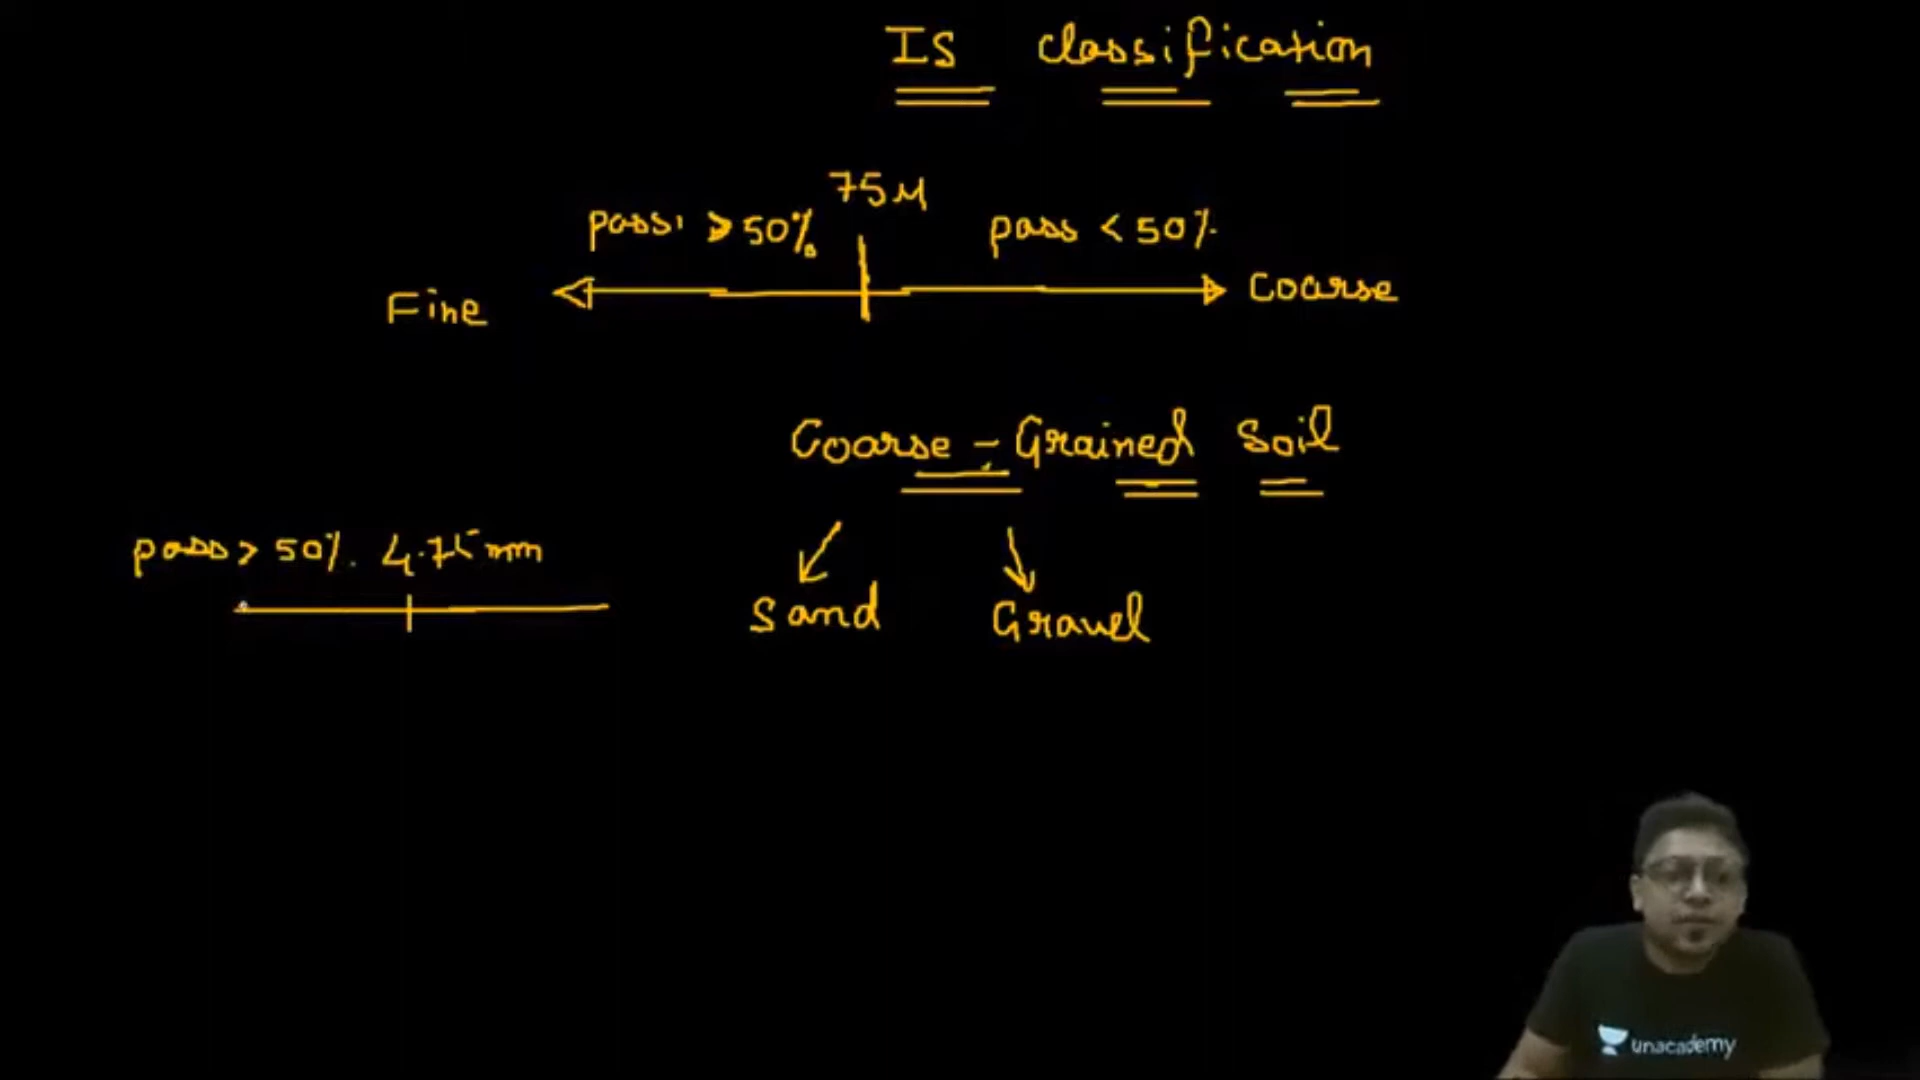 IS classification
75μ
pass. > 50%.
pass < 50%.
Fine
Coarse
Coarse - Grained Soil
pass > 50%. 4.75 mm
Sand
Gravel
unacademy